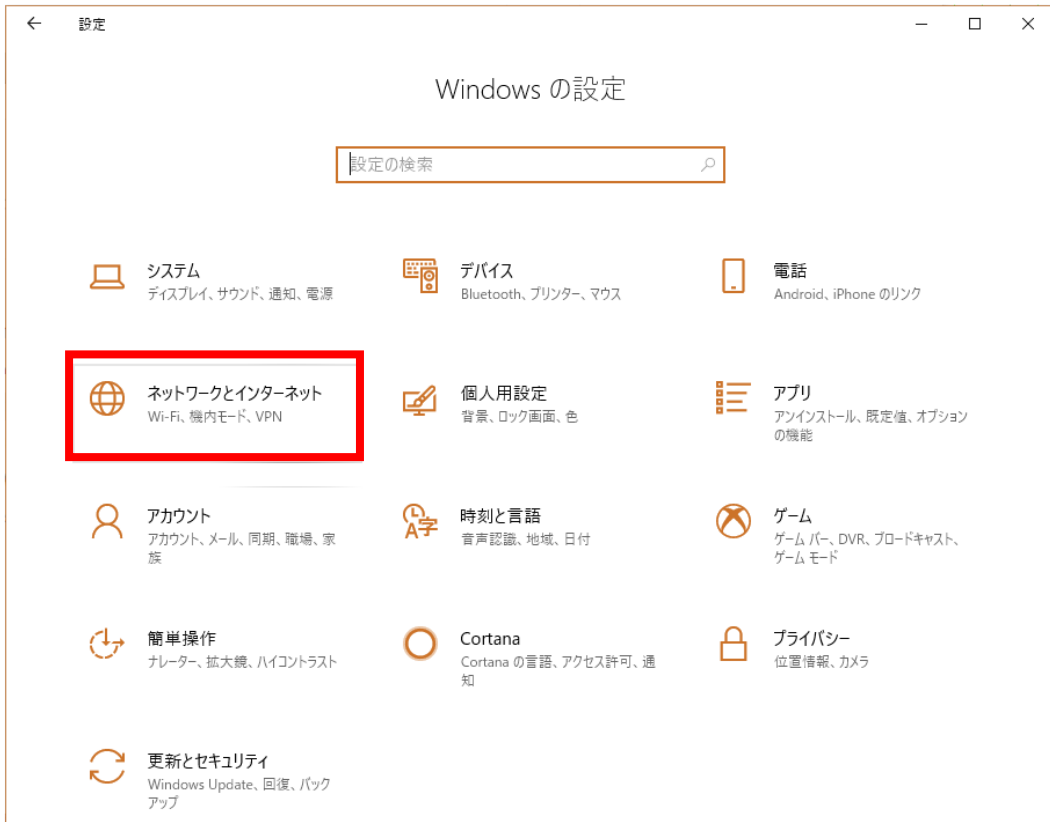 設定
Windows の設定
設定の検索
システム
ディスプレイ、サウンド、通知、電源
デバイス
Bluetooth、プリンター、マウス
電話
Android、iPhone のリンク
ネットワークとインターネット
Wi-Fi、機内モード、VPN
個人用設定
背景、ロック画面、色
アプリ
アンインストール、既定値、オプション
の機能
アカウント
アカウント、メール、同期、職場、家
族
時刻と言語
音声認識、地域、日付
ゲーム
ゲーム バー、DVR、ブロードキャスト、
ゲーム モード
簡単操作
ナレーター、拡大鏡、ハイコントラスト
Cortana
Cortana の言語、アクセス許可、通
知
プライバシー
位置情報、カメラ
更新とセキュリティ
Windows Update、回復、バック
アップ